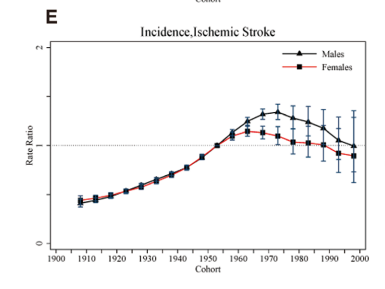 Cohort
E
Incidence,Ischemic Stroke
Males
Females
2
1
0
Rate Ratio
1900 1910 1920 1930 1940 1950 1960 1970 1980 1990 2000
Cohort